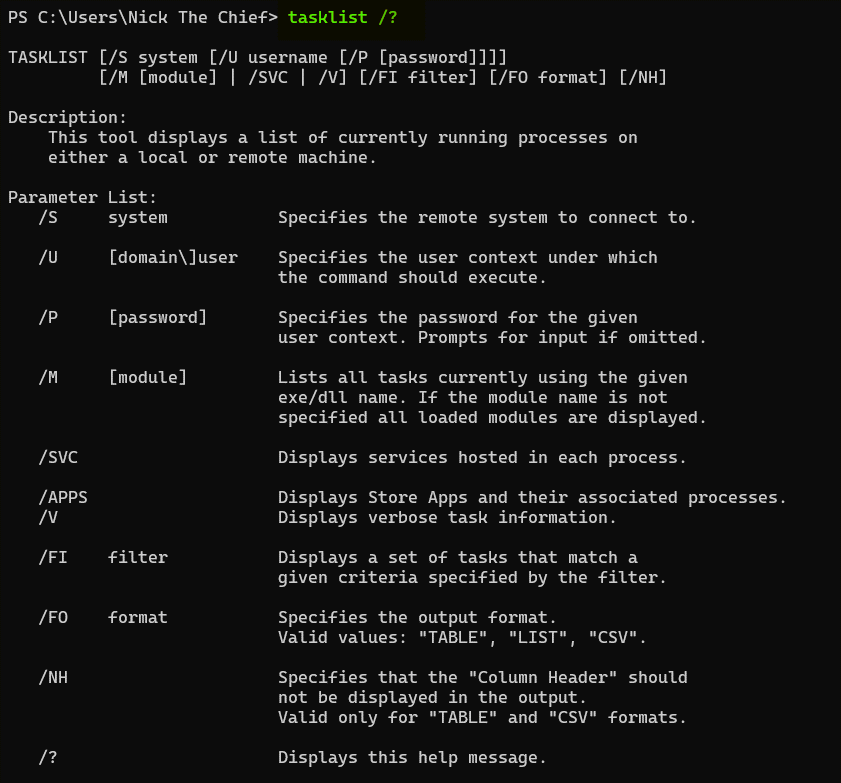 PS C:\Users\Nick The Chief> tasklist /?
TASKLIST [/S system [/U username [/P [password]]]]
         [/M [module] | /SVC | /V] [/FI filter] [/FO format] [/NH]
Description:
    This tool displays a list of currently running processes on
    either a local or remote machine.
Parameter List:
   /S     system           Specifies the remote system to connect to.
   /U     [domain\]user    Specifies the user context under which
                           the command should execute.
   /P     [password]       Specifies the password for the given
                           user context. Prompts for input if omitted.
   /M     [module]         Lists all tasks currently using the given
                           exe/dll name. If the module name is not
                           specified all loaded modules are displayed.
   /SVC                    Displays services hosted in each process.
   /APPS                   Displays Store Apps and their associated processes.
   /V                      Displays verbose task information.
   /FI    filter           Displays a set of tasks that match a
                           given criteria specified by the filter.
   /FO    format           Specifies the output format.
                           Valid values: "TABLE", "LIST", "CSV".
   /NH                     Specifies that the "Column Header" should
                           not be displayed in the output.
                           Valid only for "TABLE" and "CSV" formats.
   /?                      Displays this help message.